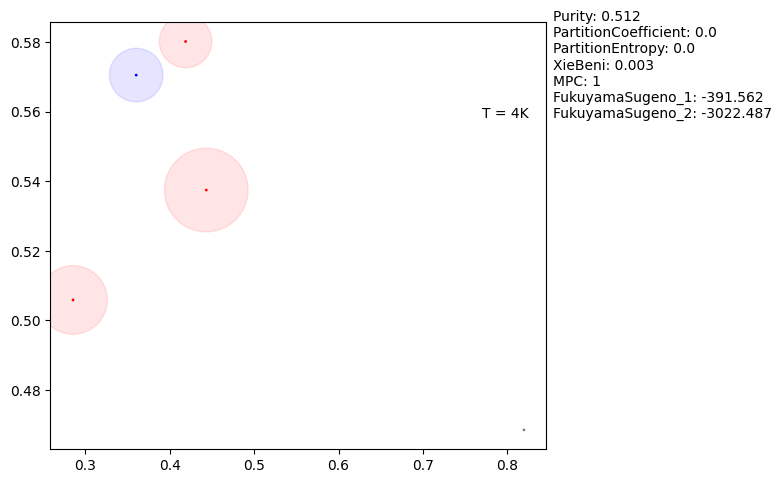 Purity: 0.512
PartitionCoefficient: 0.0
PartitionEntropy: 0.0
XieBeni: 0.003
MPC: 1
FukuyamaSugeno_1: -391.562
FukuyamaSugeno_2: -3022.487
T = 4K
0.58
0.56
0.54
0.52
0.50
0.48
0.3 0.4 0.5 0.6 0.7 0.8